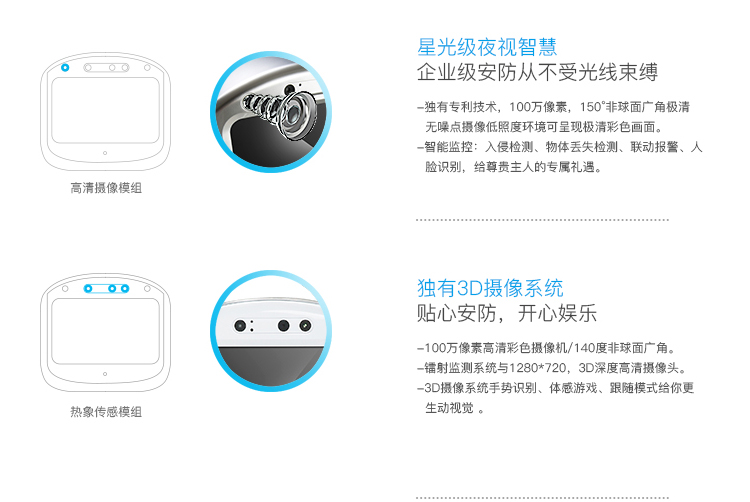 星光级夜视智慧
企业级安防从不受光线束缚
-独有专利技术，100万像素，150°非球面广角极清
无噪点摄像低照度环境可呈现极清彩色画面。
-智能监控：入侵检测、物体丢失检测、联动报警、人
脸识别，给尊贵主人的专属礼遇。
高清摄像模组
独有3D摄像系统
贴心安防，开心娱乐
-100万像素高清彩色摄像机/140度非球面广角。
-镭射监测系统与1280*720，3D深度高清摄像头。
-3D摄像系统手势识别、体感游戏、跟随模式给你更
生动视觉 。
热象传感模组